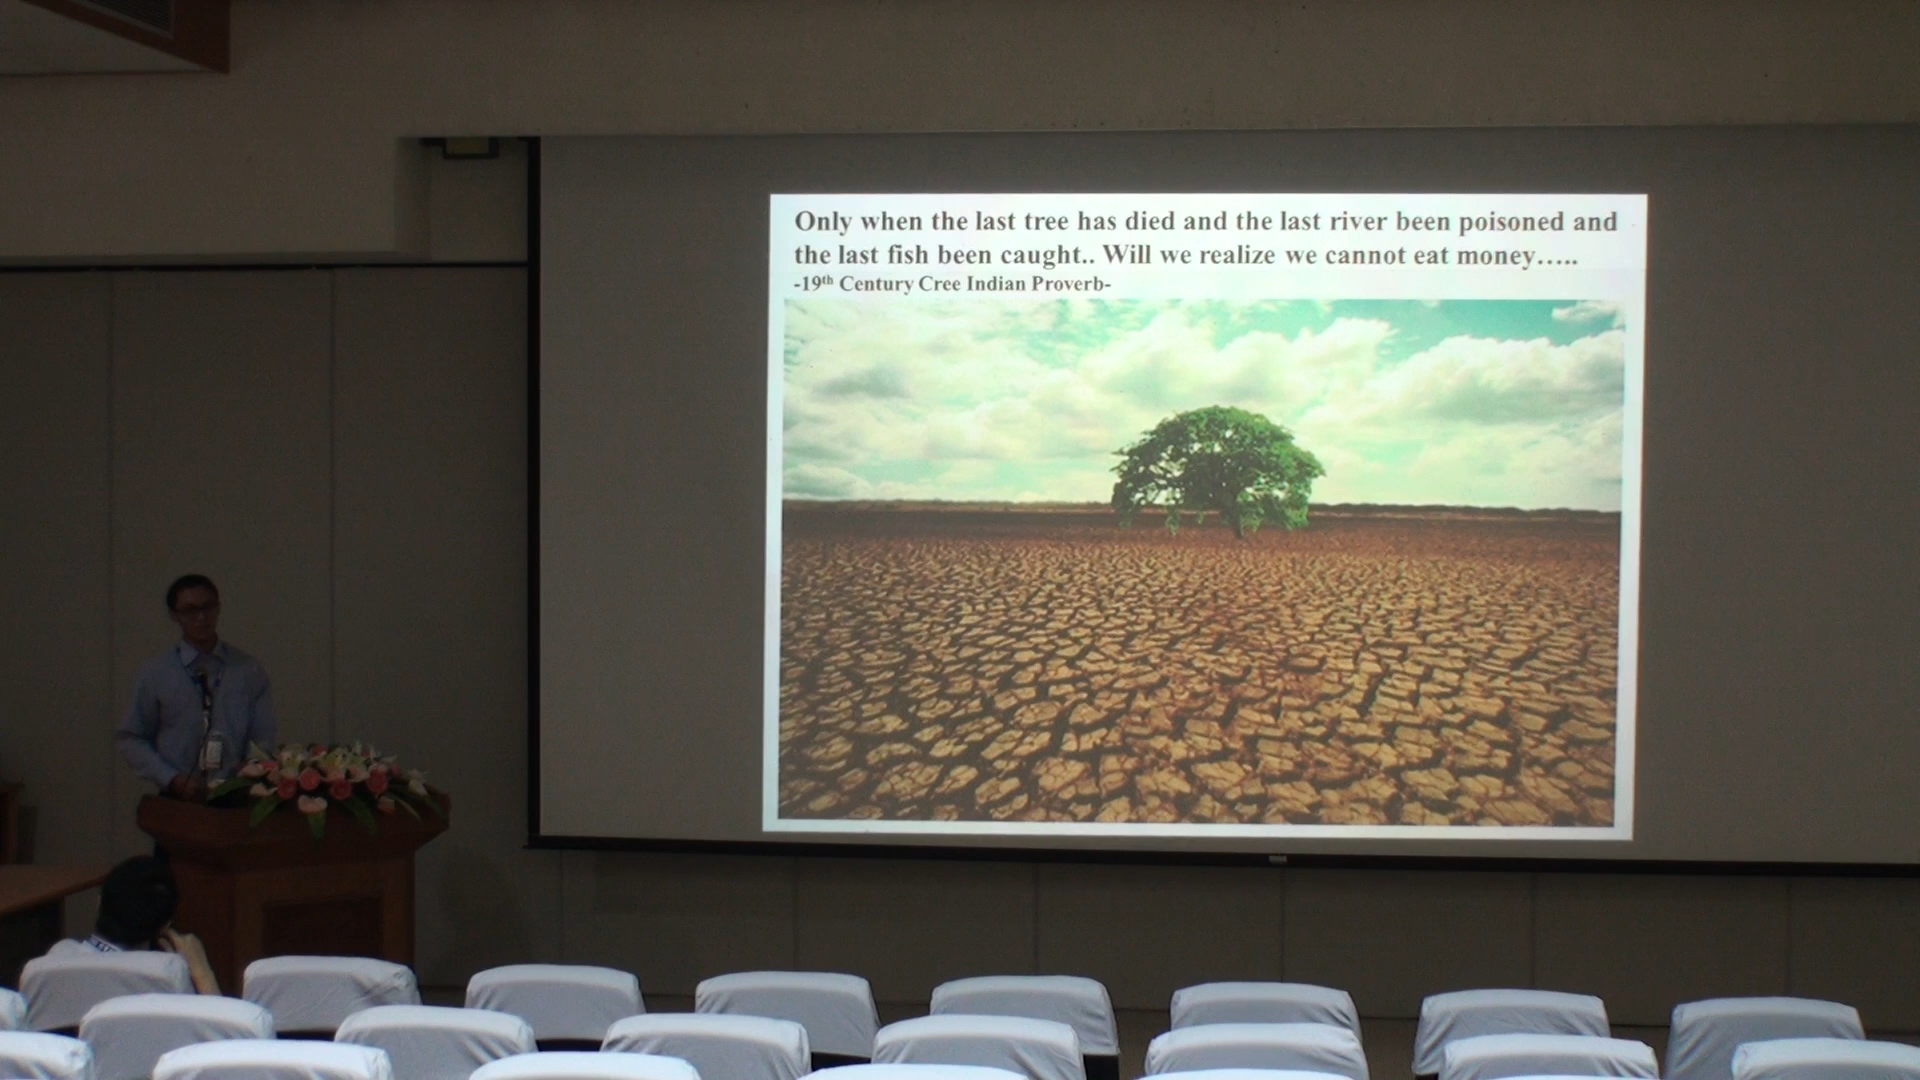 Only when the last tree has died and the last river been poisoned and
the last fish been caught.. Will we realize we cannot eat money.....
-19th Century Cree Indian Proverb-